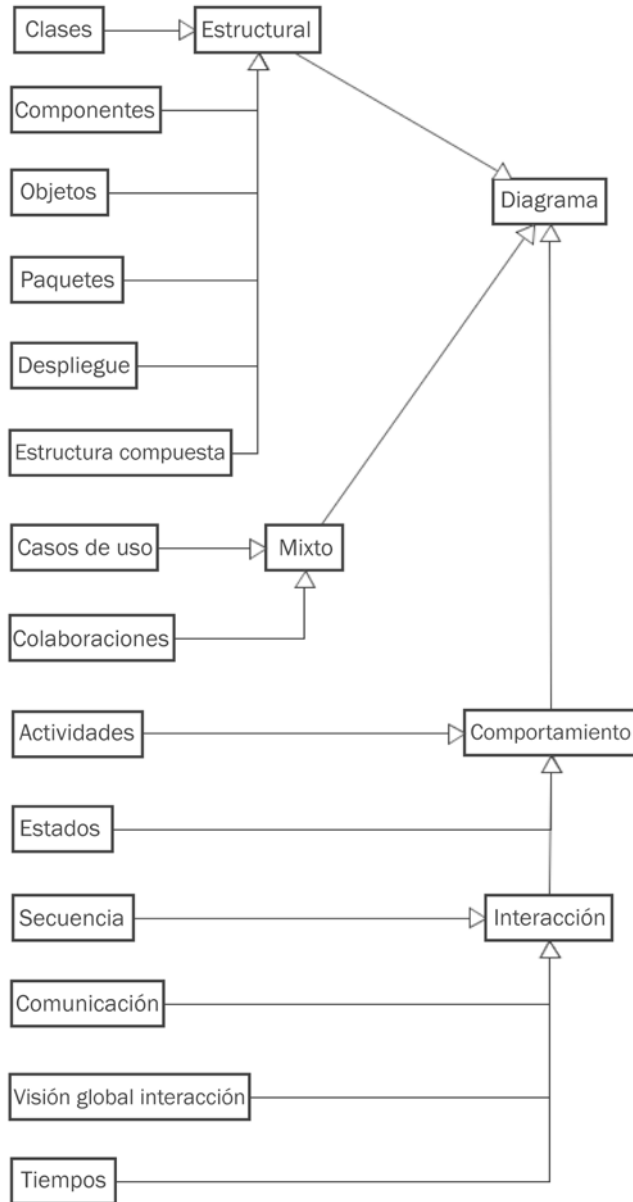 Clases
Estructural
Componentes
Objetos
Diagrama
Paquetes
Despliegue
Estructura compuesta
Casos de uso
Mixto
Colaboraciones
Actividades
Comportamiento
Estados
Secuencia
Interacción
Comunicación
Visión global interacción
Tiempos